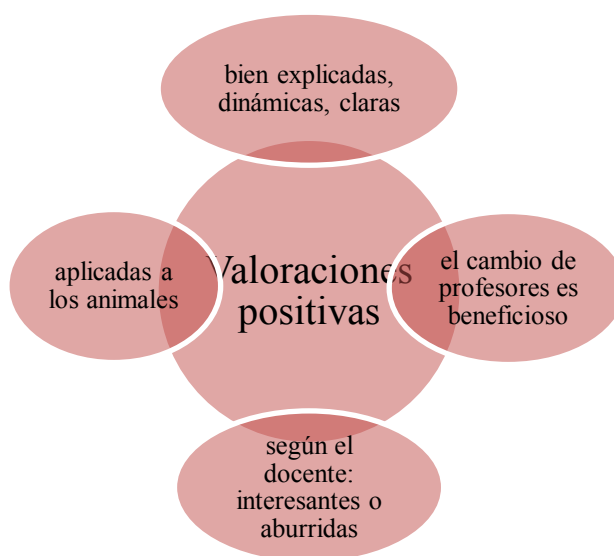 bien explicadas,
dinámicas, claras
aplicadas a
los animales
Valoraciones
positivas
el cambio de
profesores es
beneficioso
según el
docente:
interesantes o
aburridas